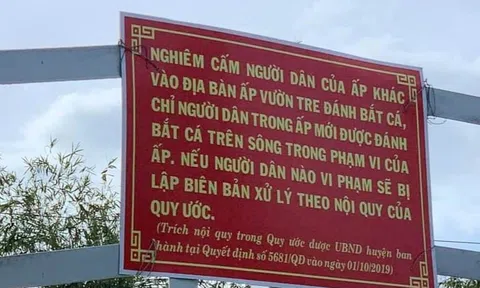 NGHIÊM CẤM NGƯỜI DÂN CỦA ẤP KHÁC
VÀO ĐỊA BÀN ẤP VƯỜN TRE ĐÁNH BẮT CÁ,
CHỈ NGƯỜI DÂN TRONG ẤP MỚI ĐƯỢC ĐÁNH
BẮT CÁ TRÊN SÔNG TRONG PHẠM VI CỦA
ẤP. NẾU NGƯỜI DÂN NÀO VI PHẠM SẼ BỊ
LẬP BIÊN BẢN XỬ LÝ THEO NỘI QUY CỦA
QUY ƯỚC.
(Trích nội quy trong Quy ước được UBND huyện ban
hành tại Quyết định số 5681/QĐ vào ngày 01/10/2019)